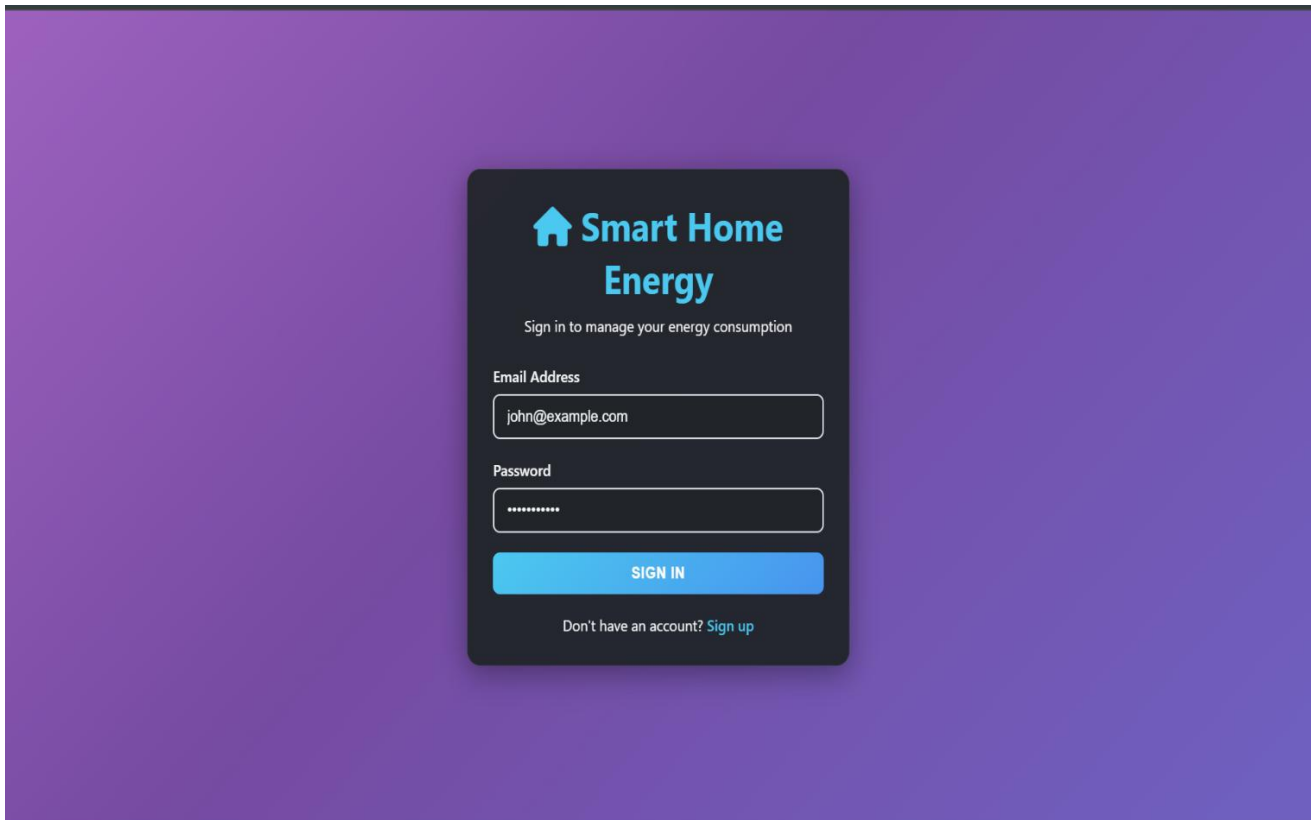 Smart Home
Energy
Sign in to manage your energy consumption
Email Address
john@example.com
Password
•••••••••••
SIGN IN
Don't have an account? Sign up